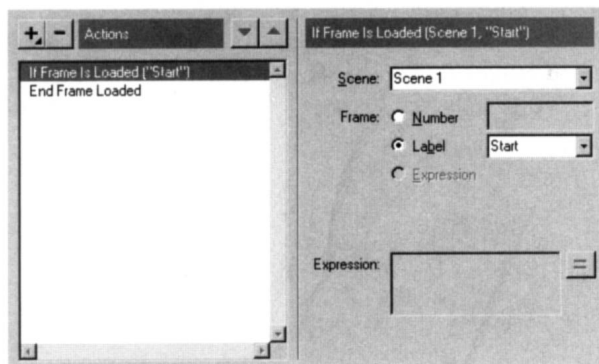 Actions
If Frame Is Loaded ("Start")
End Frame Loaded
If Frame Is Loaded (Scene 1, "Start")
Scene: Scene 1
Frame: Number
Label Start
Expression
Expression: =